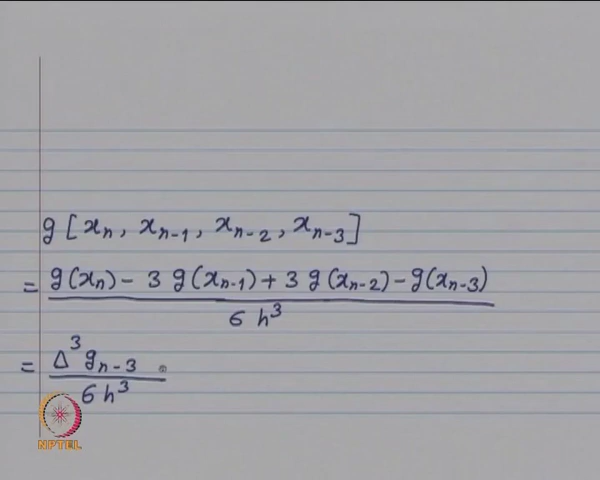 g [xₙ, xₙ₋₁, xₙ₋₂, xₙ₋₃]
= g(xₙ) - 3 g(xₙ₋₁) + 3 g(xₙ₋₂) - g(xₙ₋₃)
6 h³
= Δ³ gₙ₋₃
6 h³
NPTEL